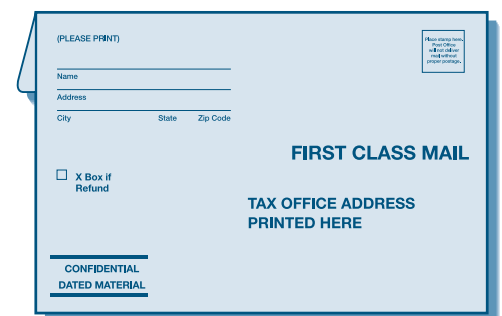 (PLEASE PRINT)
Place stamp here.
Post Office
will not deliver
mail without
proper postage.
Name
Address
City State Zip Code
FIRST CLASS MAIL
X Box if
Refund
TAX OFFICE ADDRESS
PRINTED HERE
CONFIDENTIAL
DATED MATERIAL